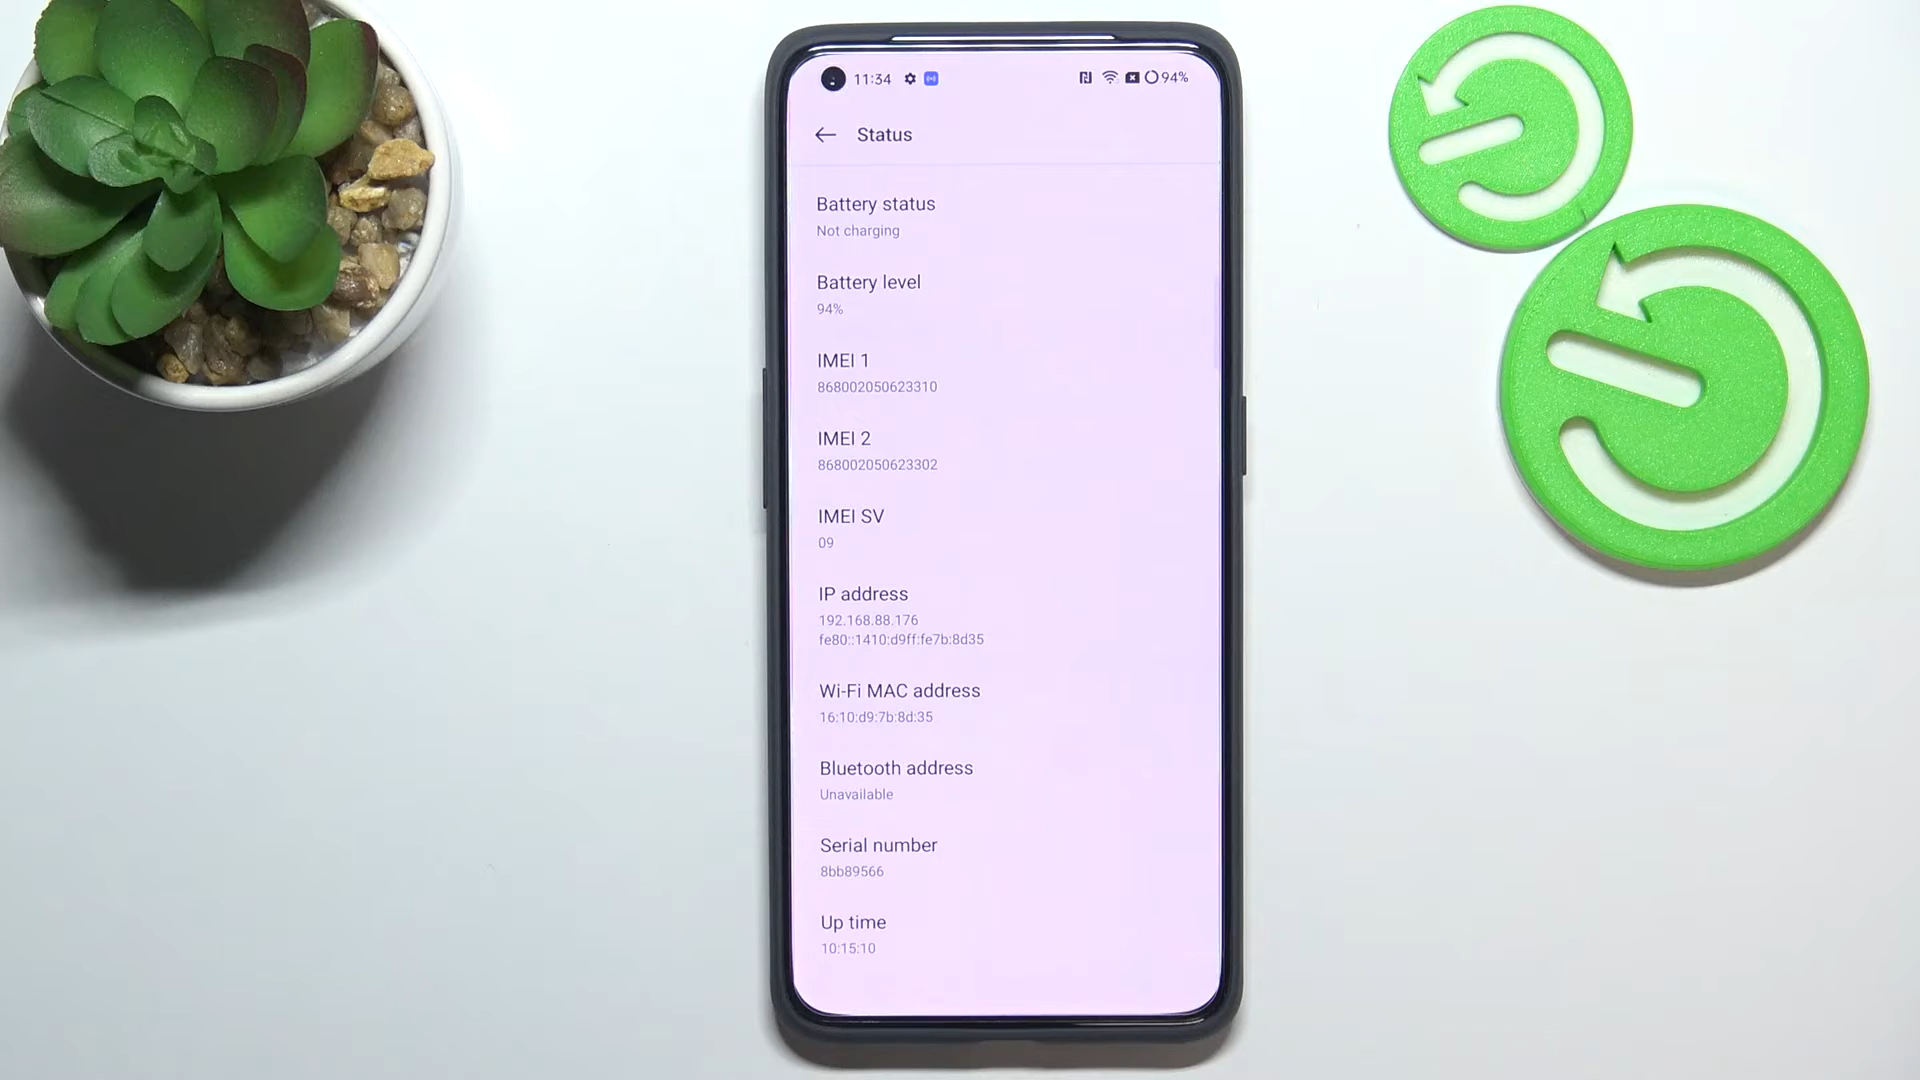 11:34
94%
Status
Battery status
Not charging
Battery level
94%
IMEI 1
868002050623310
IMEI 2
868002050623302
IMEI SV
09
IP address
192.168.88.176
fe80::1410:d9ff:fe7b:8d35
Wi-Fi MAC address
16:10:d9:7b:8d:35
Bluetooth address
Unavailable
Serial number
8bb89566
Up time
10:15:10